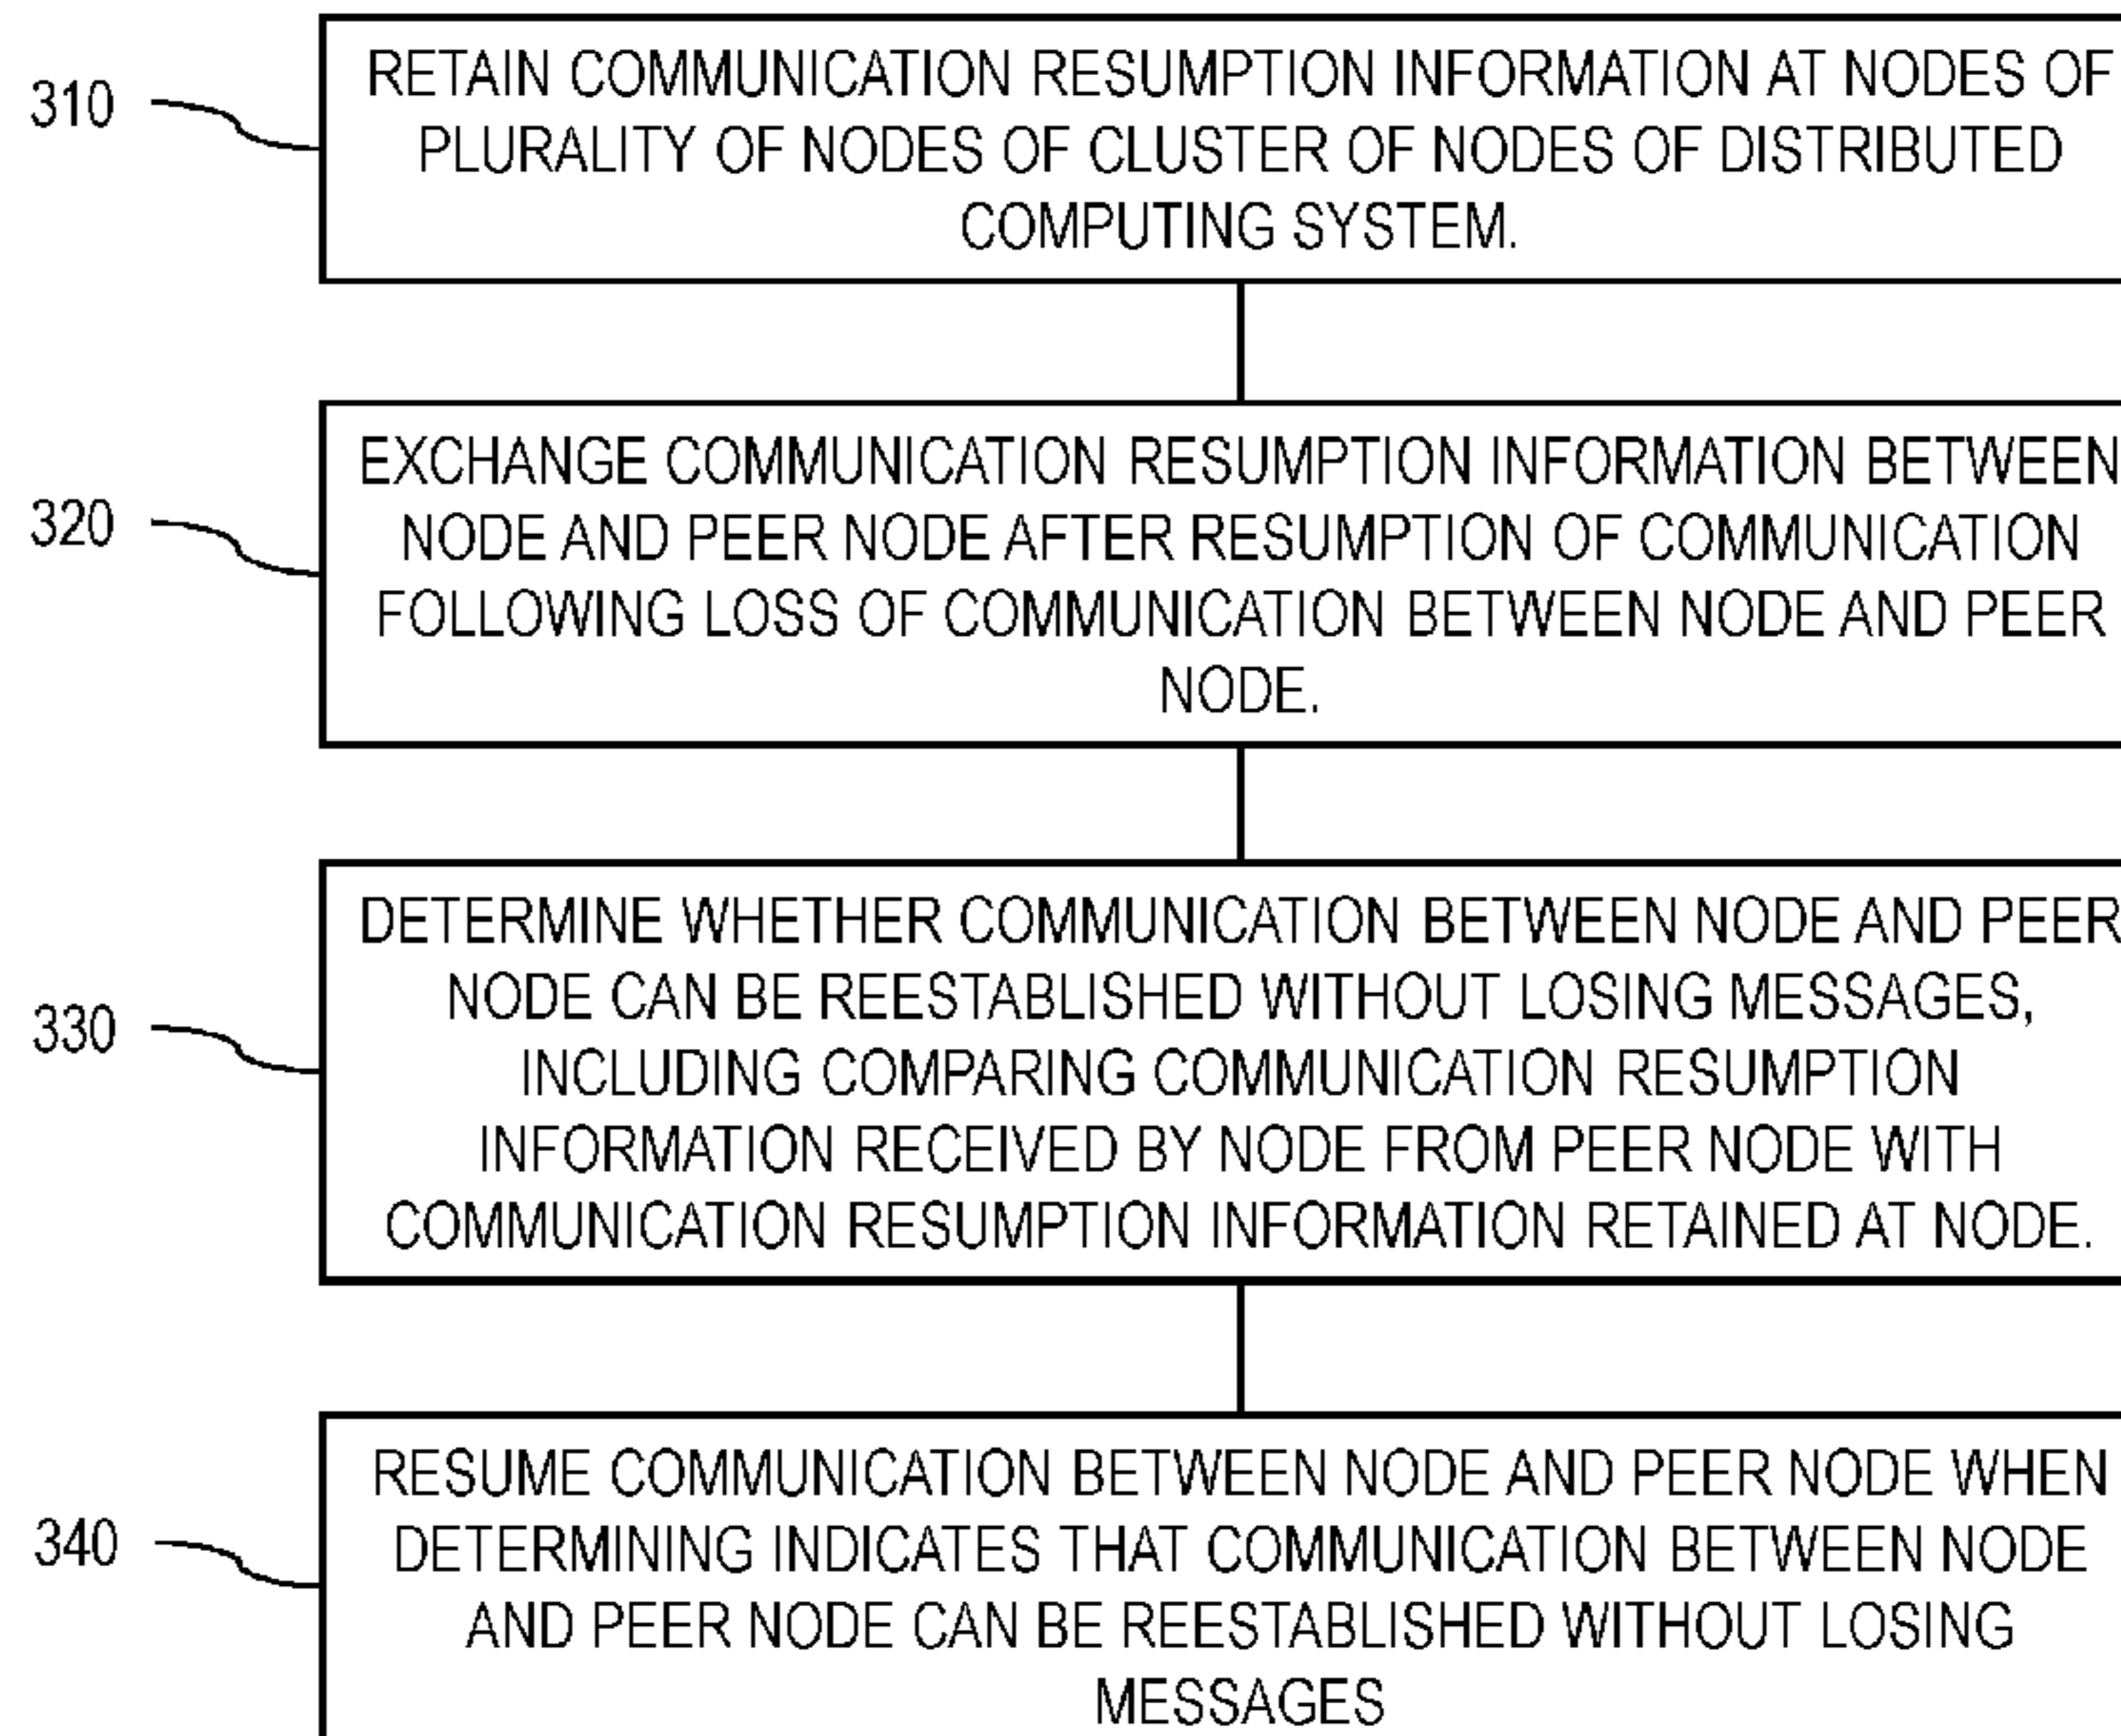 310
RETAIN COMMUNICATION RESUMPTION INFORMATION AT NODES OF
PLURALITY OF NODES OF CLUSTER OF NODES OF DISTRIBUTED
COMPUTING SYSTEM.
320
EXCHANGE COMMUNICATION RESUMPTION INFORMATION BETWEEN
NODE AND PEER NODE AFTER RESUMPTION OF COMMUNICATION
FOLLOWING LOSS OF COMMUNICATION BETWEEN NODE AND PEER
NODE.
330
DETERMINE WHETHER COMMUNICATION BETWEEN NODE AND PEER
NODE CAN BE REESTABLISHED WITHOUT LOSING MESSAGES,
INCLUDING COMPARING COMMUNICATION RESUMPTION
INFORMATION RECEIVED BY NODE FROM PEER NODE WITH
COMMUNICATION RESUMPTION INFORMATION RETAINED AT NODE.
340
RESUME COMMUNICATION BETWEEN NODE AND PEER NODE WHEN
DETERMINING INDICATES THAT COMMUNICATION BETWEEN NODE
AND PEER NODE CAN BE REESTABLISHED WITHOUT LOSING
MESSAGES